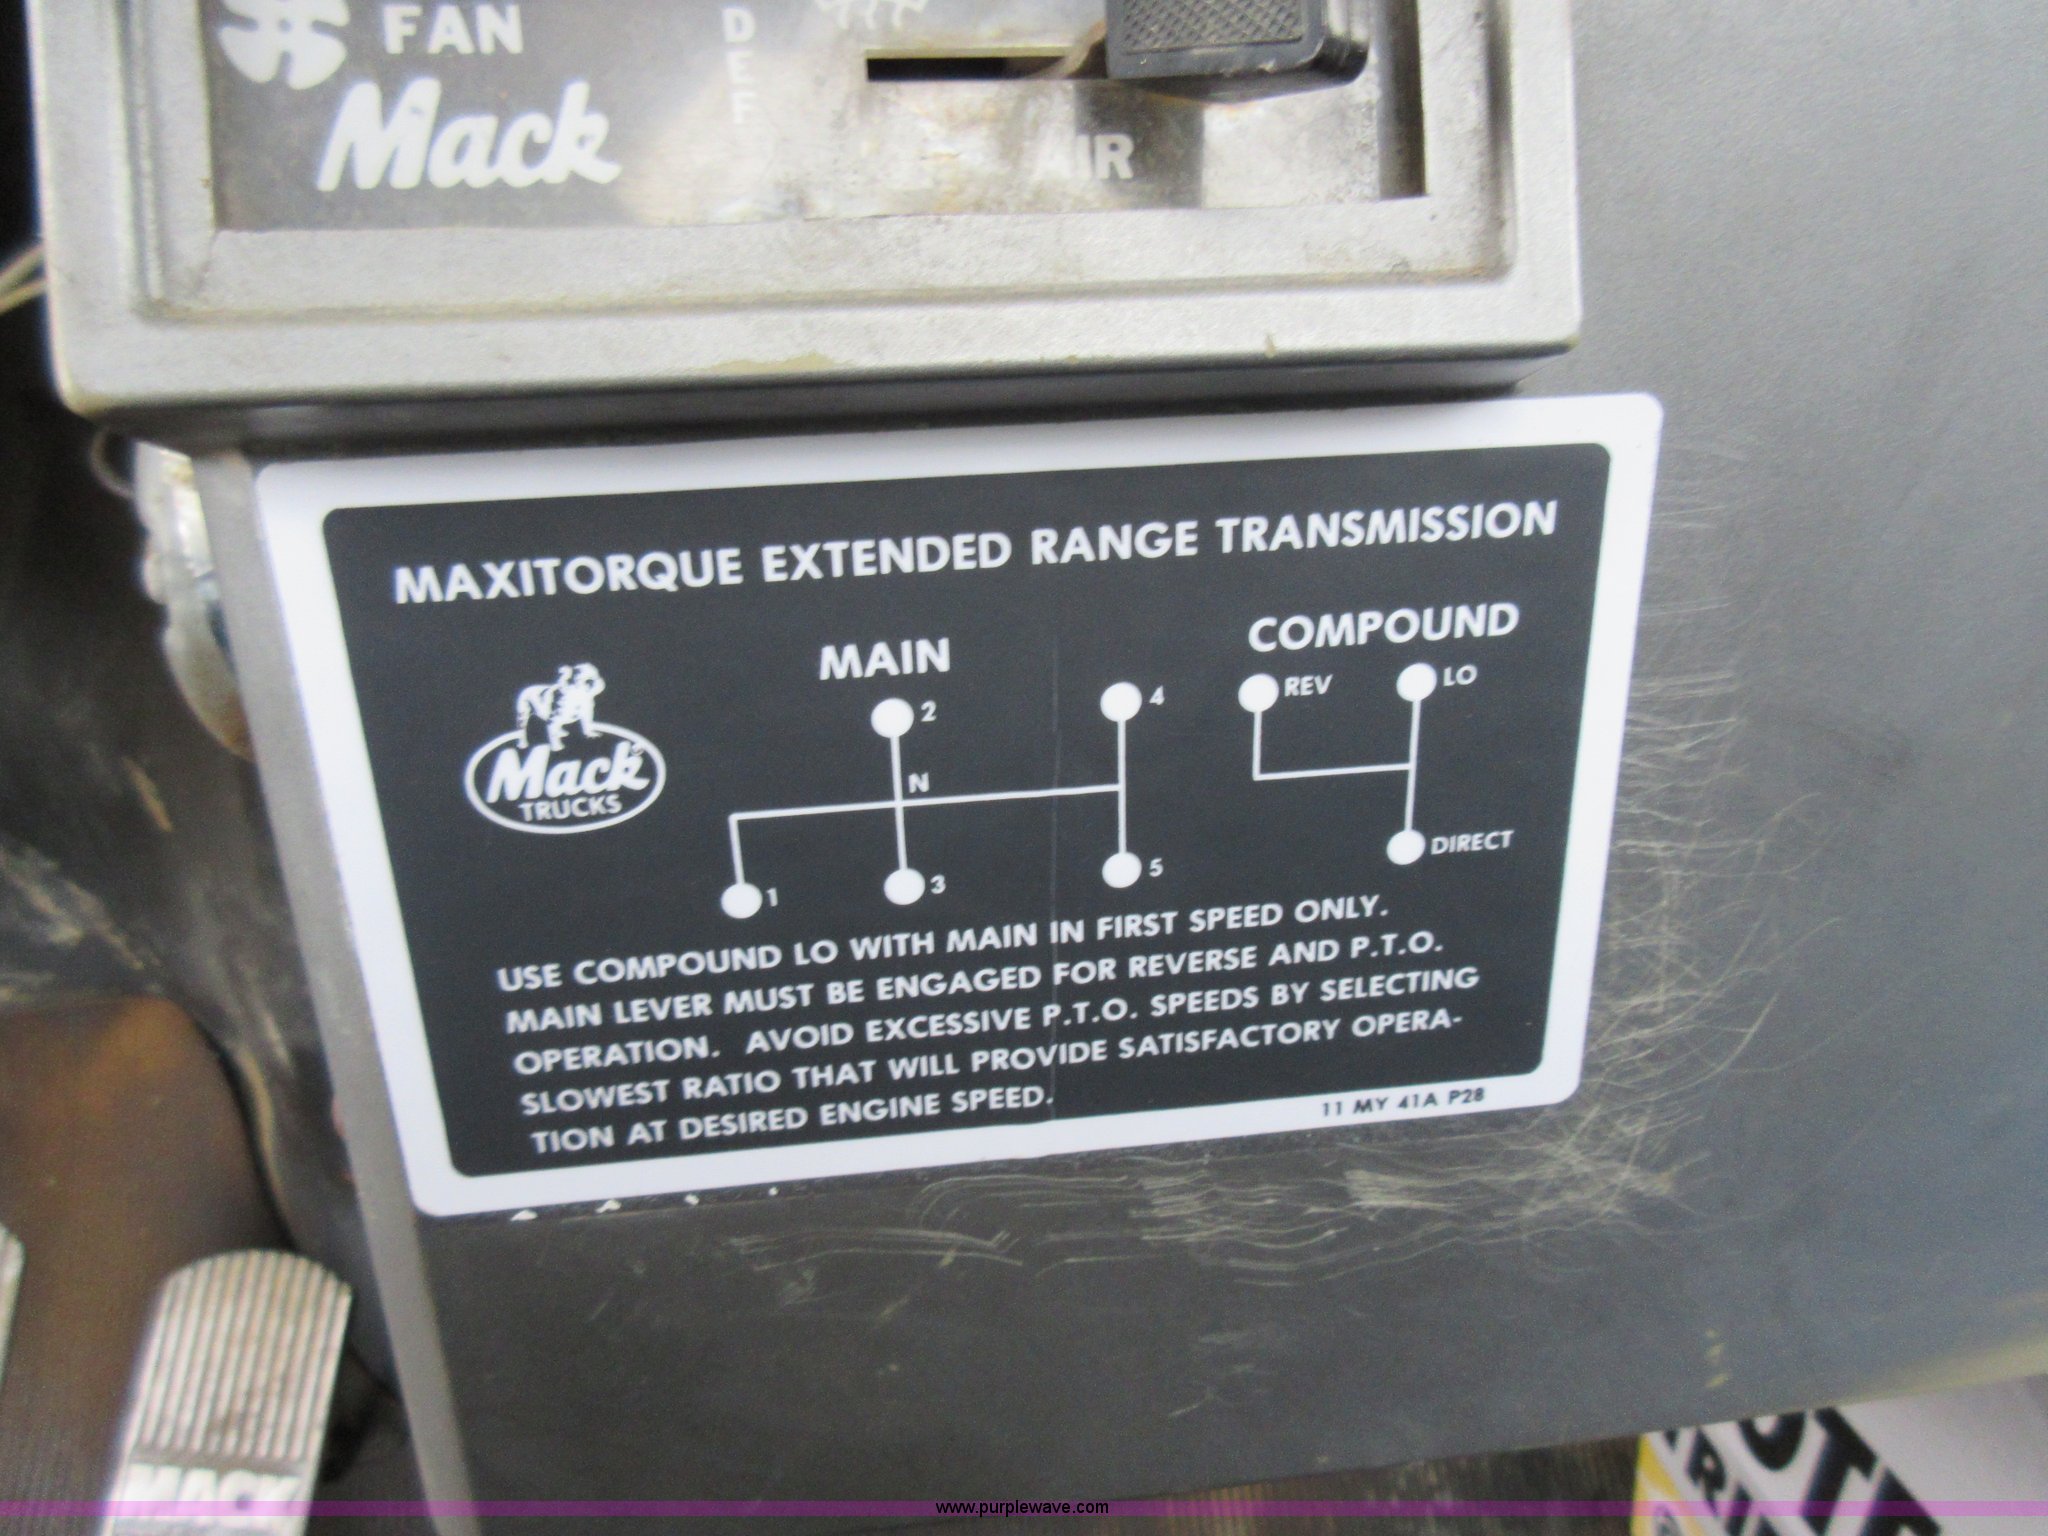 FAN
DEF
Mack
AIR
MAXITORQUE EXTENDED RANGE TRANSMISSION
MAIN
COMPOUND
2
4
REV
LO
N
Mack®
TRUCKS
DIRECT
1
3
5
USE COMPOUND LO WITH MAIN IN FIRST SPEED ONLY.
MAIN LEVER MUST BE ENGAGED FOR REVERSE AND P.T.O.
OPERATION. AVOID EXCESSIVE P.T.O. SPEEDS BY SELECTING
SLOWEST RATIO THAT WILL PROVIDE SATISFACTORY OPERA-
TION AT DESIRED ENGINE SPEED.
11 MY 41A P28
MACK
www.purplewave.com